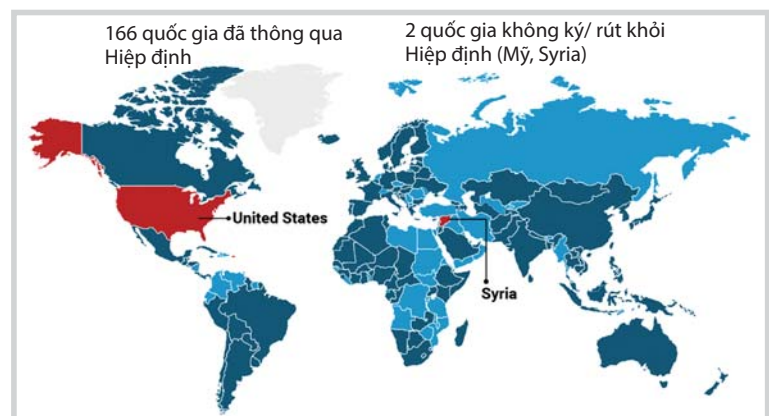 166 quốc gia đã thông qua
Hiệp định
2 quốc gia không ký/ rút khỏi
Hiệp định (Mỹ, Syria)
United States
Syria